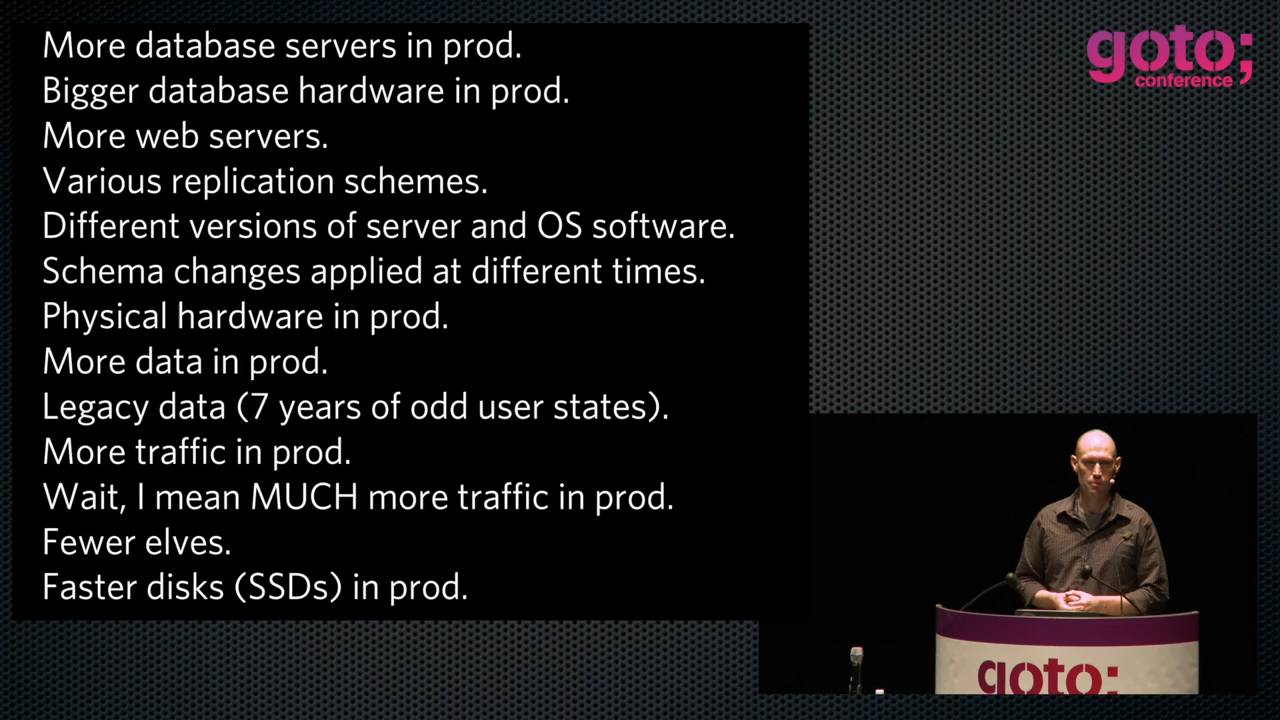 More database servers in prod.
Bigger database hardware in prod.
More web servers.
Various replication schemes.
Different versions of server and OS software.
Schema changes applied at different times.
Physical hardware in prod.
More data in prod.
Legacy data (7 years of odd user states).
More traffic in prod.
Wait, I mean MUCH more traffic in prod.
Fewer elves.
Faster disks (SSDs) in prod.
goto;
conference
goto;